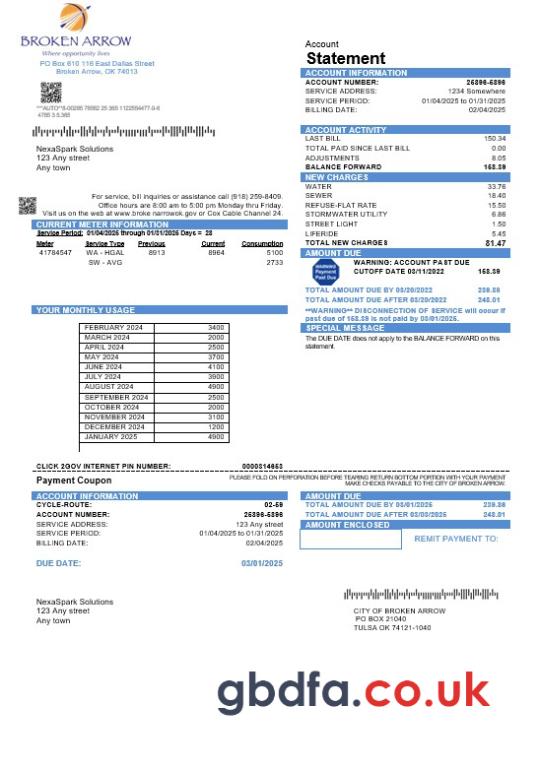 BROKEN ARROW
Where opportunity lives
PO Box 610 116 East Dallas Street
Broken Arrow, OK 74013
4785 3.5.365
NexaSpark Solutions
123 Any street
Any town
For service, bill inquiries or assistance call (918) 259-8409.
Office hours are 8:00 am to 5:00 pm Monday thru Friday.
Visit us on the web at www.broke narrowok.gov or Cox Cable Channel 24.
CURRENT METER INFORMATION
Service Period: 01/04/2025 through 01/31/2025 Days = 28
Meter Service Type Previous Current Consumption
41784547 WA - HGAL 8913 8964 5100
SW - AVG 2733
YOUR MONTHLY USAGE
FEBRUARY 2024 3400
MARCH 2024 2000
APRIL 2024 2500
MAY 2024 3700
JUNE 2024 4100
JULY 2024 3900
AUGUST 2024 4900
SEPTEMBER 2024 2500
OCTOBER 2024 2000
NOVEMBER 2024 3100
DECEMBER 2024 1200
JANUARY 2025 4900
Account
Statement
ACCOUNT INFORMATION
ACCOUNT NUMBER: 25396-5396
SERVICE ADDRESS: 1234 Somewhere
SERVICE PERIOD: 01/04/2025 to 01/31/2025
BILLING DATE: 02/04/2025
ACCOUNT ACTIVITY
LAST BILL 150.34
TOTAL PAID SINCE LAST BILL 0.00
ADJUSTMENTS 8.05
BALANCE FORWARD 158.39
NEW CHARGES
WATER 33.76
SEWER 18.40
REFUSE-FLAT RATE 15.50
STORMWATER UTILITY 6.86
STREET LIGHT 1.50
LIFERIDE 5.45
TOTAL NEW CHARGES 81.47
AMOUNT DUE
WARNING Payment Past Due
WARNING: ACCOUNT PAST DUE
CUTOFF DATE 03/11/2022 158.39
TOTAL AMOUNT DUE BY 03/20/2022 239.86
TOTAL AMOUNT DUE AFTER 03/20/2022 248.01
**WARNING** DISCONNECTION OF SERVICE will occur if
past due of 158.39 is not paid by 03/01/2025.
SPECIAL MESSAGE
The DUE DATE does not apply to the BALANCE FORWARD on this
statement.
CLICK 2GOV INTERNET PIN NUMBER: 0000314653
Payment Coupon
PLEASE FOLD ON PERFORATION BEFORE TEARING RETURN BOTTOM PORTION WITH YOUR PAYMENT
MAKE CHECKS PAYABLE TO THE CITY OF BROKEN ARROW.
ACCOUNT INFORMATION
CYCLE-ROUTE: 02-59
ACCOUNT NUMBER: 25396-5396
SERVICE ADDRESS: 123 Any street
SERVICE PERIOD: 01/04/2025 to 01/31/2025
BILLING DATE: 02/04/2025
DUE DATE: 03/01/2025
AMOUNT DUE
TOTAL AMOUNT DUE BY 03/01/2025 239.86
TOTAL AMOUNT DUE AFTER 03/03/2025 248.01
AMOUNT ENCLOSED
REMIT PAYMENT TO:
NexaSpark Solutions
123 Any street
Any town
CITY OF BROKEN ARROW
PO BOX 21040
TULSA OK 74121-1040
gbdfa.co.uk